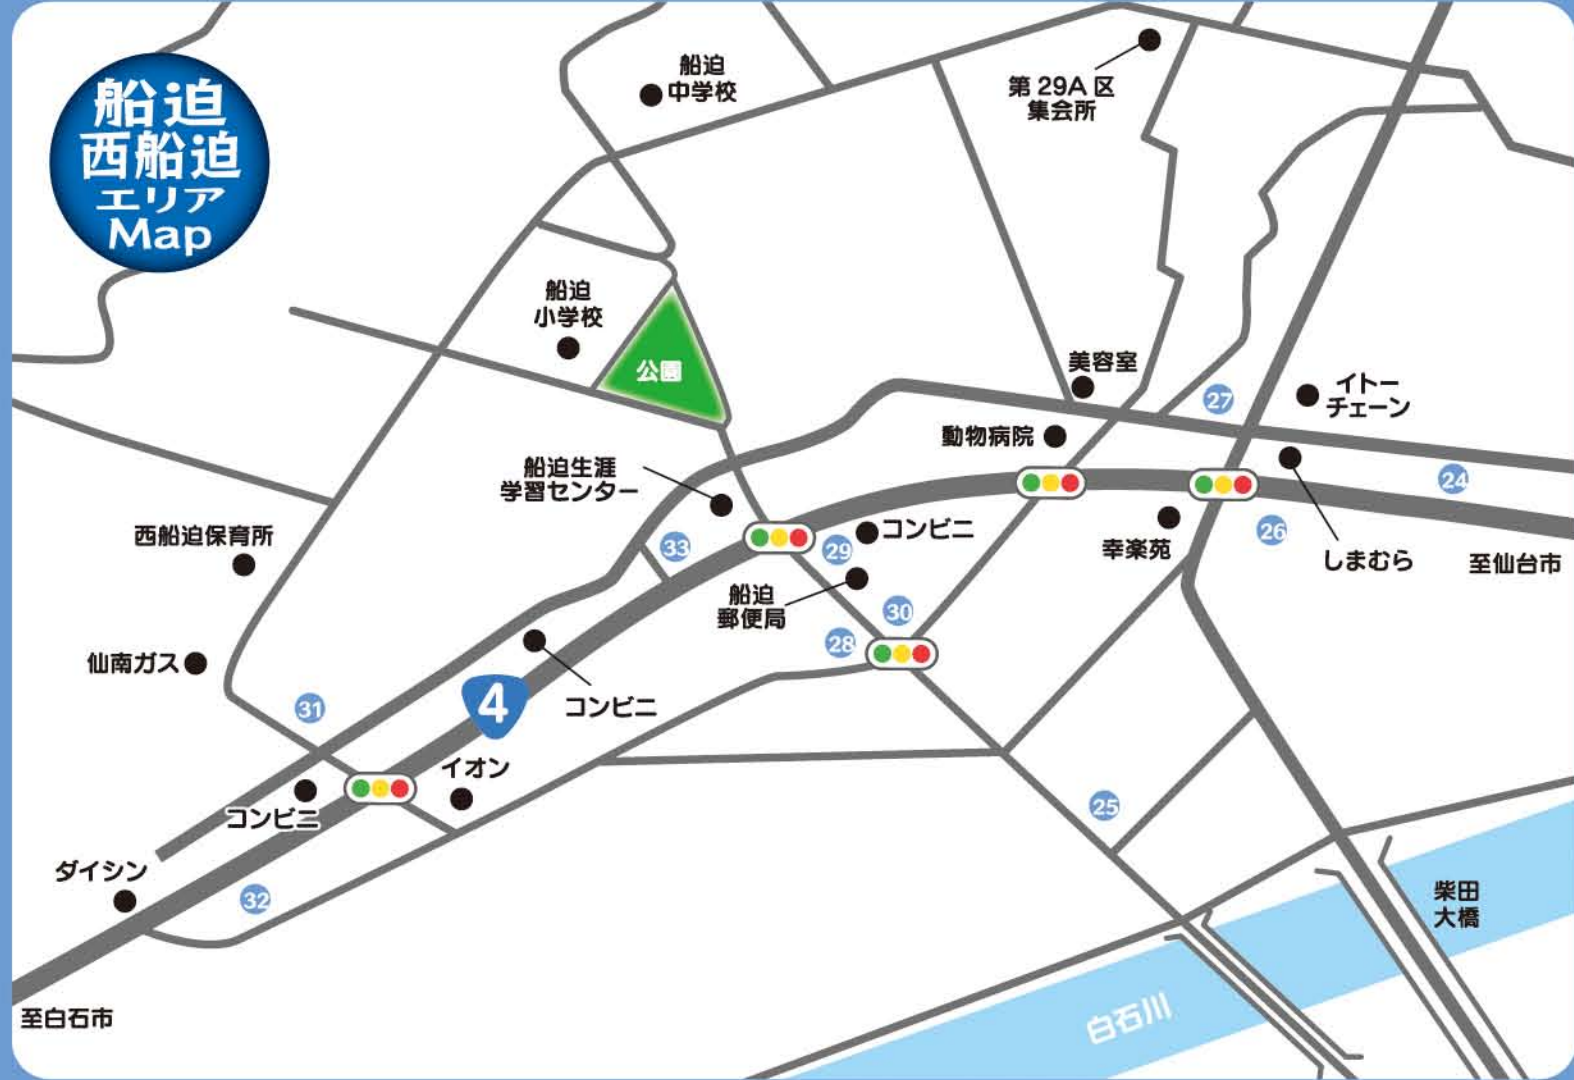 船迫
西船迫
エリア
Map
船迫
中学校
第29A区
集会所
船迫
小学校
公園
美容室
27
イトー
チェーン
動物病院
船迫生涯
学習センター
24
西船迫保育所
33
29
コンビニ
幸楽苑
26
しまむら
至仙台市
船迫
郵便局
30
28
仙南ガス
31
4
コンビニ
イオン
コンビニ
25
ダイシン
32
柴田
大橋
白石川
至白石市